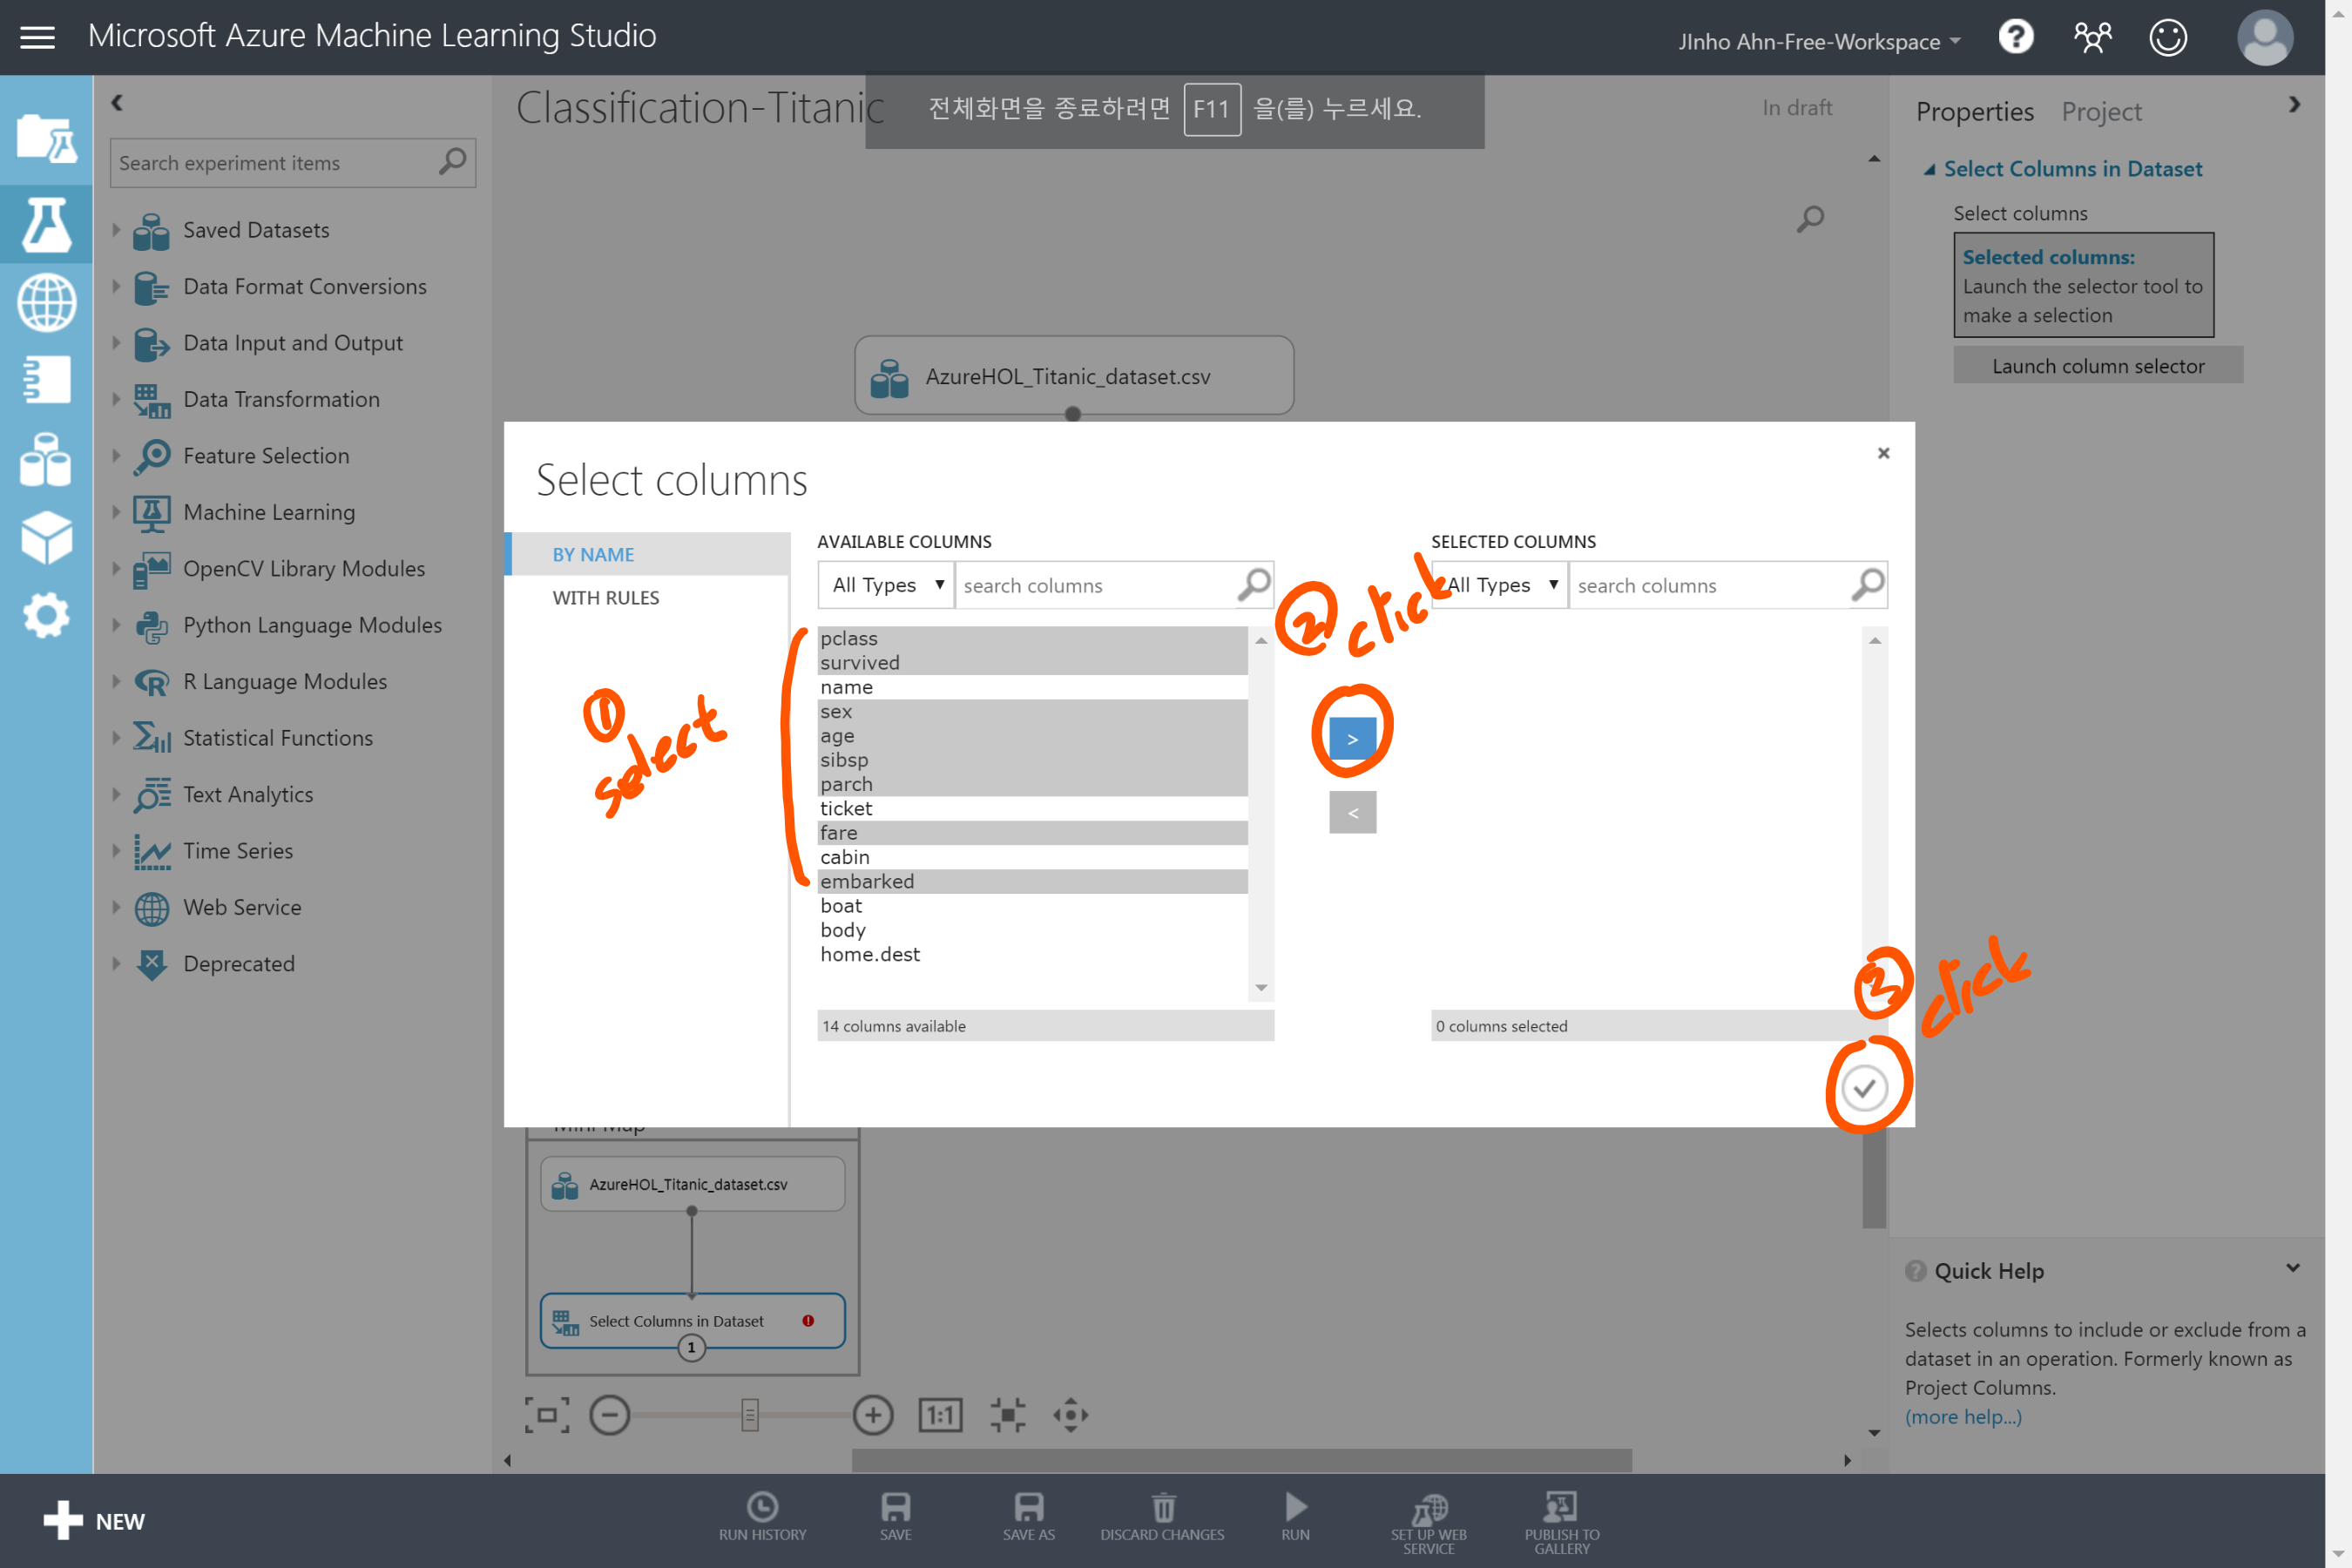 Microsoft Azure Machine Learning Studio
JInho Ahn-Free-Workspace
?
Classification-Titanic
전체화면을 종료하려면 F11 을(를) 누르세요.
In draft
Search experiment items
Saved Datasets
Data Format Conversions
Data Input and Output
Data Transformation
Feature Selection
Machine Learning
OpenCV Library Modules
Python Language Modules
R Language Modules
Statistical Functions
Text Analytics
Time Series
Web Service
Deprecated
AzureHOL_Titanic_dataset.csv
Select columns
BY NAME
WITH RULES
AVAILABLE COLUMNS
All Types
search columns
pclass
survived
name
sex
age
sibsp
parch
ticket
fare
cabin
embarked
boat
body
home.dest
14 columns available
① select
② click
>
<
SELECTED COLUMNS
All Types
search columns
0 columns selected
③ click
Mini Map
AzureHOL_Titanic_dataset.csv
Select Columns in Dataset
1
1:1
Properties
Project
Select Columns in Dataset
Select columns
Selected columns:
Launch the selector tool to
make a selection
Launch column selector
? Quick Help
Selects columns to include or exclude from a
dataset in an operation. Formerly known as
Project Columns.
(more help...)
NEW
RUN HISTORY
SAVE
SAVE AS
DISCARD CHANGES
RUN
SET UP WEB
SERVICE
PUBLISH TO
GALLERY